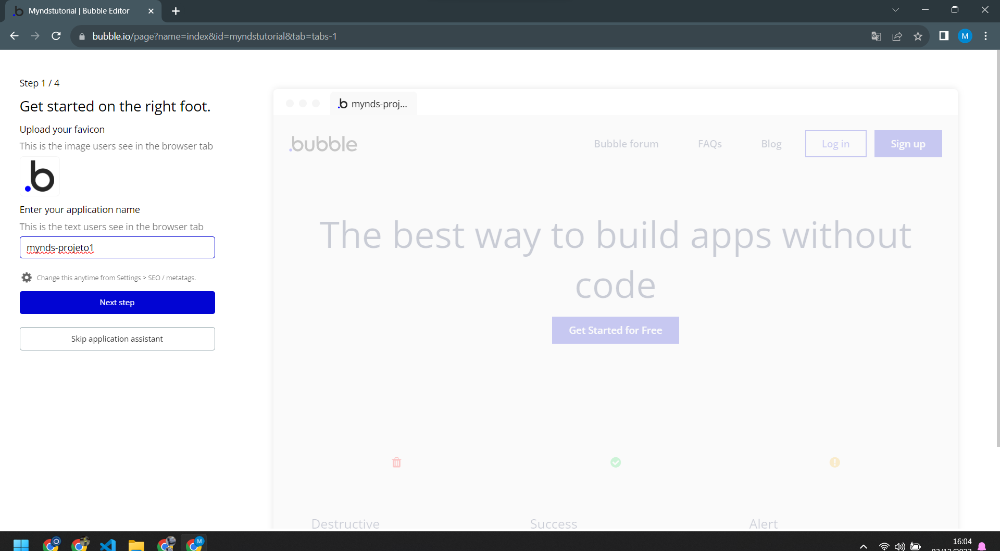 Myndstutorial | Bubble Editor
bubble.io/page?name=index&id=myndstutorial&tab=tabs-1
M
Step 1 / 4
Get started on the right foot.
Upload your favicon
This is the image users see in the browser tab
.b
Enter your application name
This is the text users see in the browser tab
mynds-projeto1
Change this anytime from Settings > SEO / metatags.
Next step
Skip application assistant
.b mynds-proj...
.bubble
Bubble forum
FAQs
Blog
Log in
Sign up
The best way to build apps without
code
Get Started for Free
Destructive
Success
Alert
M
16:04